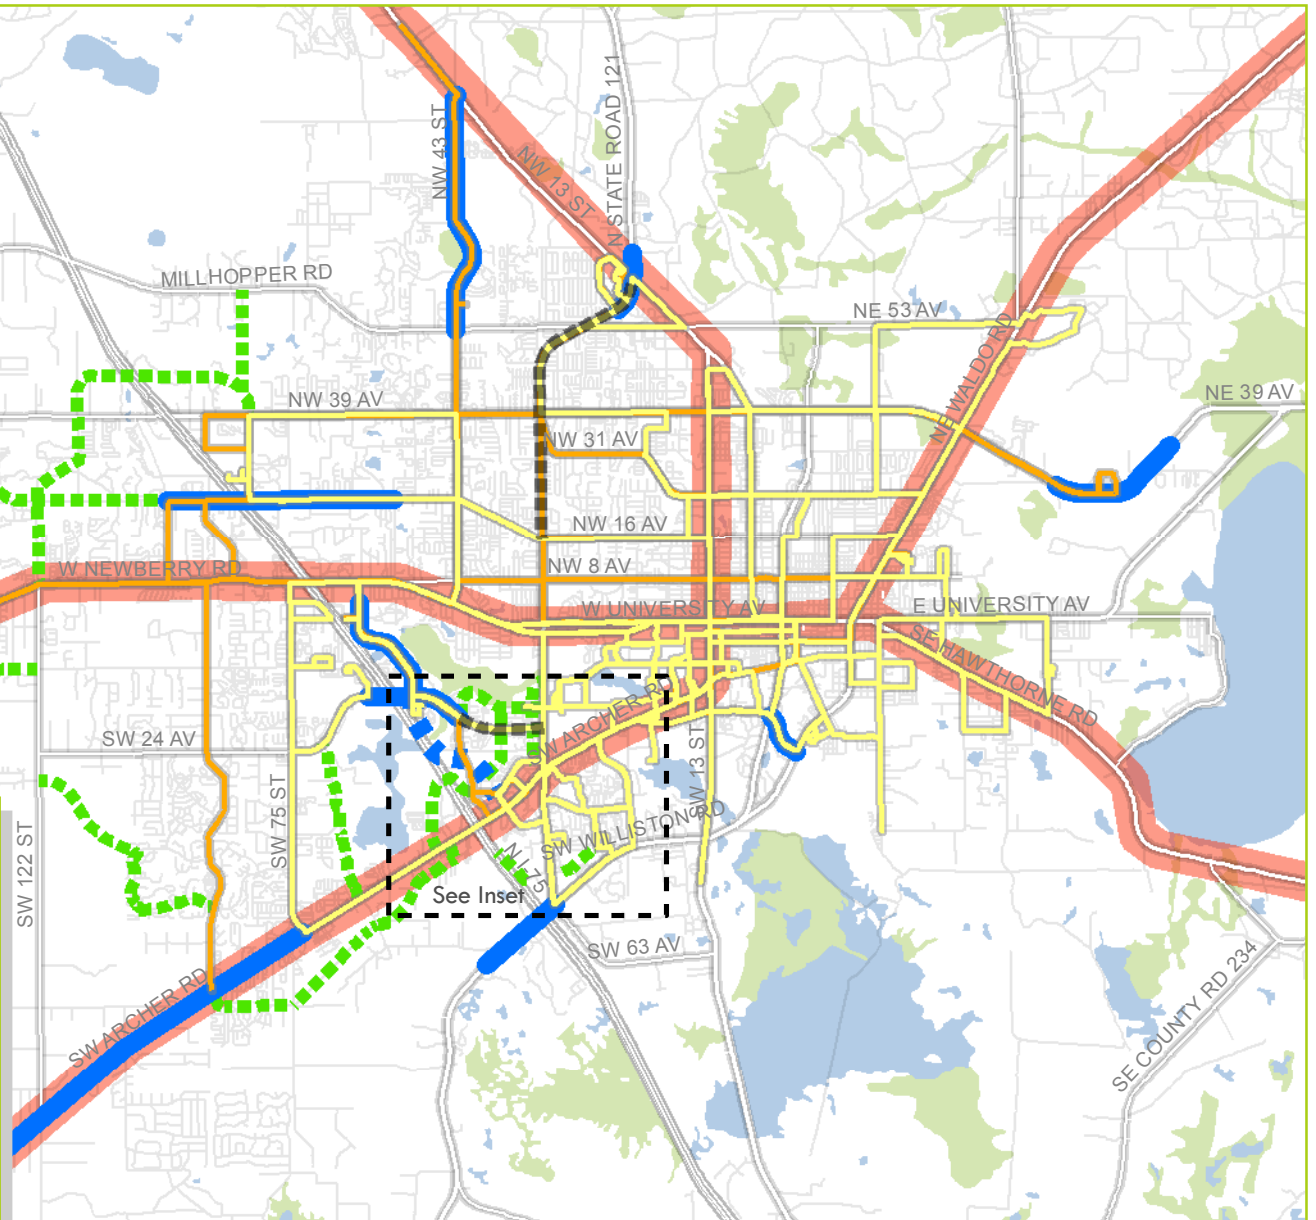 N STATE ROAD 121
NW 43 ST
NW 13 ST
MILLHOPPER RD
NE 53 AV
NE WALDO RD
NE 39 AV
NW 39 AV
NW 31 AV
NW 16 AV
NW 8 AV
W NEWBERRY RD
W UNIVERSITY AV
E UNIVERSITY AV
SE HAWTHORNE RD
SW ARCHER RD
SW 24 AV
SW 13 ST
SW 75 ST
SW 122 ST
SW WILLISTON RD
N I-75
See Inset
SW 63 AV
SW ARCHER RD
SE COUNTY RD 234